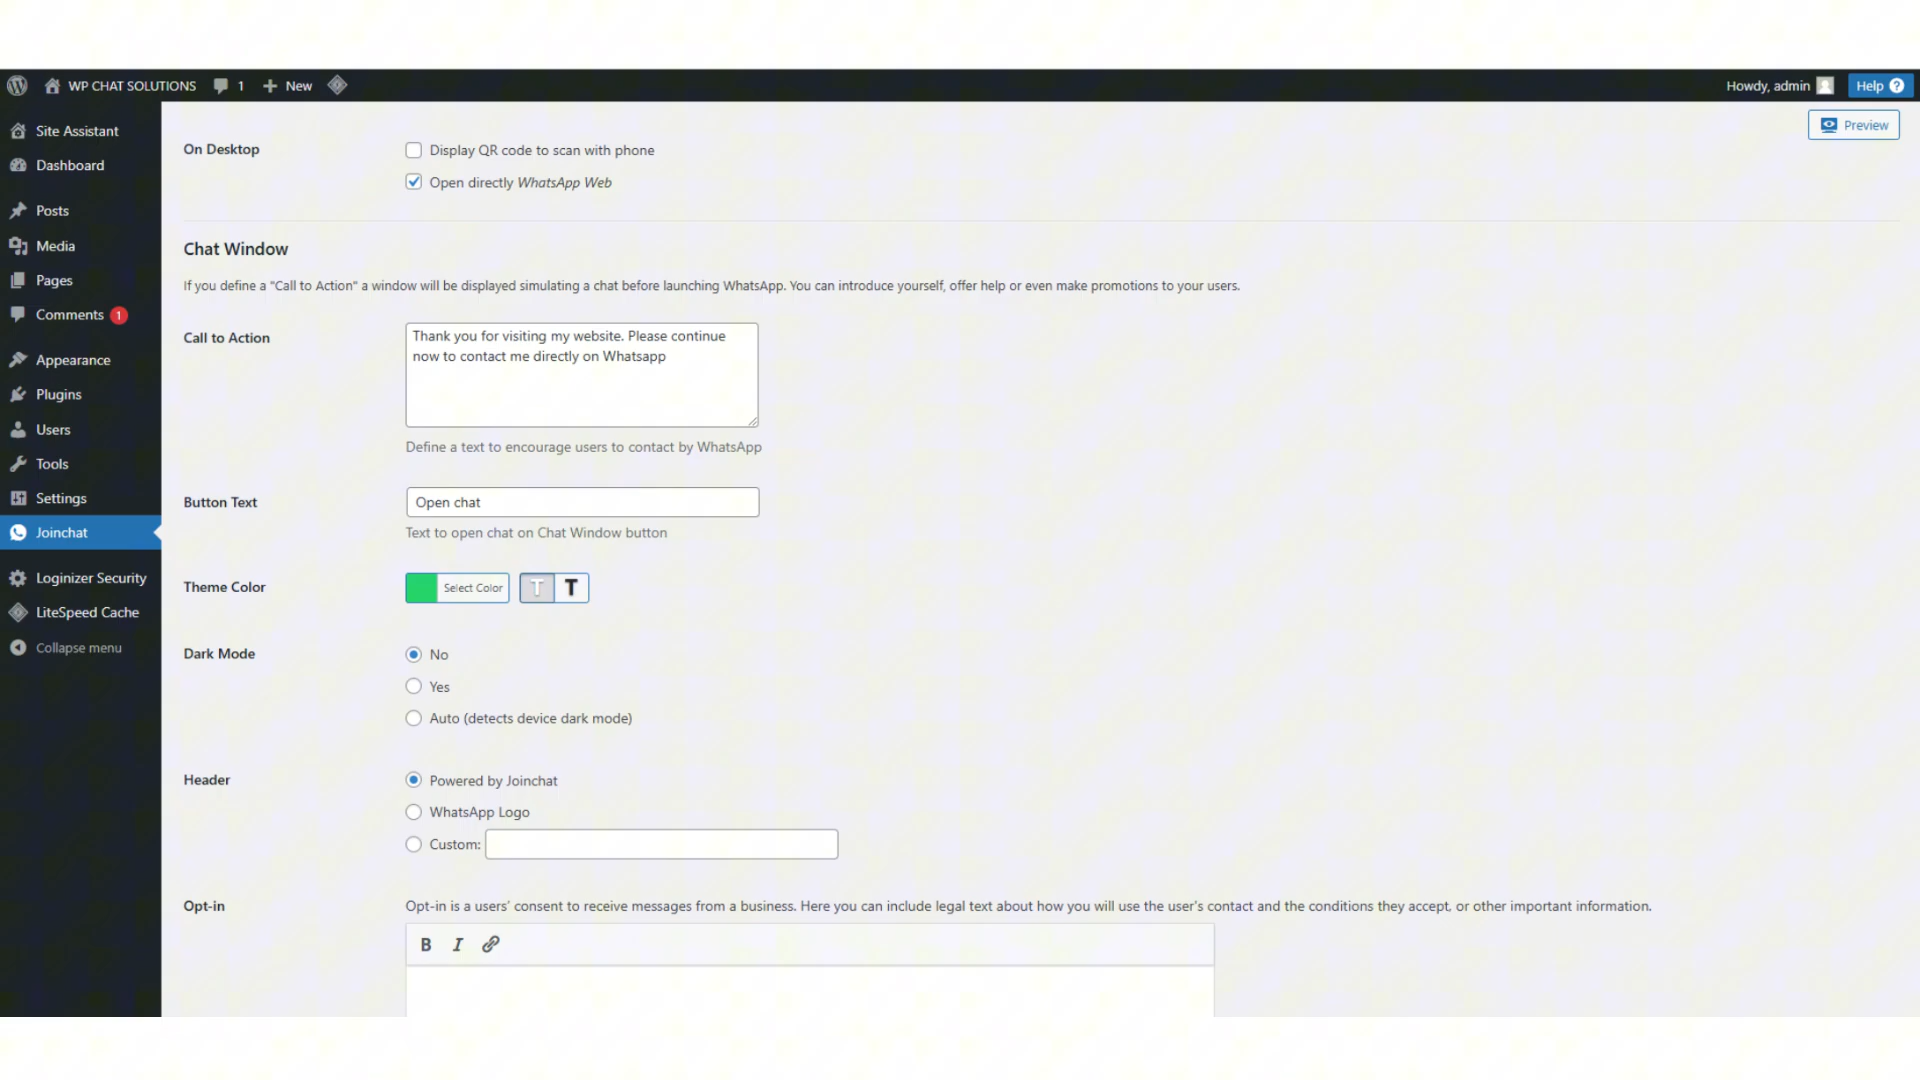 WP CHAT SOLUTIONS 1 New Howdy, admin Help ?
Preview
Site Assistant
Dashboard
Posts
Media
Pages
Comments 1
Appearance
Plugins
Users
Tools
Settings
Joinchat
Loginizer Security
LiteSpeed Cache
Collapse menu
On Desktop
Display QR code to scan with phone
Open directly WhatsApp Web
Chat Window
If you define a "Call to Action" a window will be displayed simulating a chat before launching WhatsApp. You can introduce yourself, offer help or even make promotions to your users.
Call to Action
Thank you for visiting my website. Please continue
now to contact me directly on Whatsapp
Define a text to encourage users to contact by WhatsApp
Button Text
Open chat
Text to open chat on Chat Window button
Theme Color
Select Color T T
Dark Mode
No
Yes
Auto (detects device dark mode)
Header
Powered by Joinchat
WhatsApp Logo
Custom:
Opt-in
Opt-in is a users’ consent to receive messages from a business. Here you can include legal text about how you will use the user’s contact and the conditions they accept, or other important information.
B I